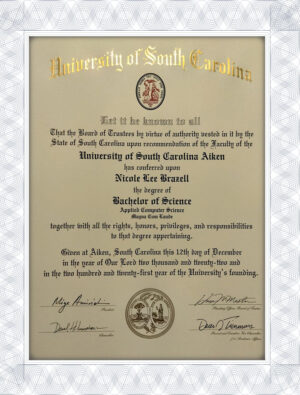 University of South Carolina
Let it be known to all
That the Board of Trustees by virtue of authority vested in it by the
State of South Carolina upon recommendation of the Faculty of the
University of South Carolina Aiken
has conferred upon
Nicole Lee Brazell
the degree of
Bachelor of Science
Applied Computer Science
Magna Cum Laude
together with all the rights, honors, privileges, and responsibilities
to that degree appertaining.
Given at Aiken, South Carolina this 12th day of December
in the year of Our Lord two thousand and twenty-two and
in the two hundred and twenty-first year of the University's founding.
President
Chancellor